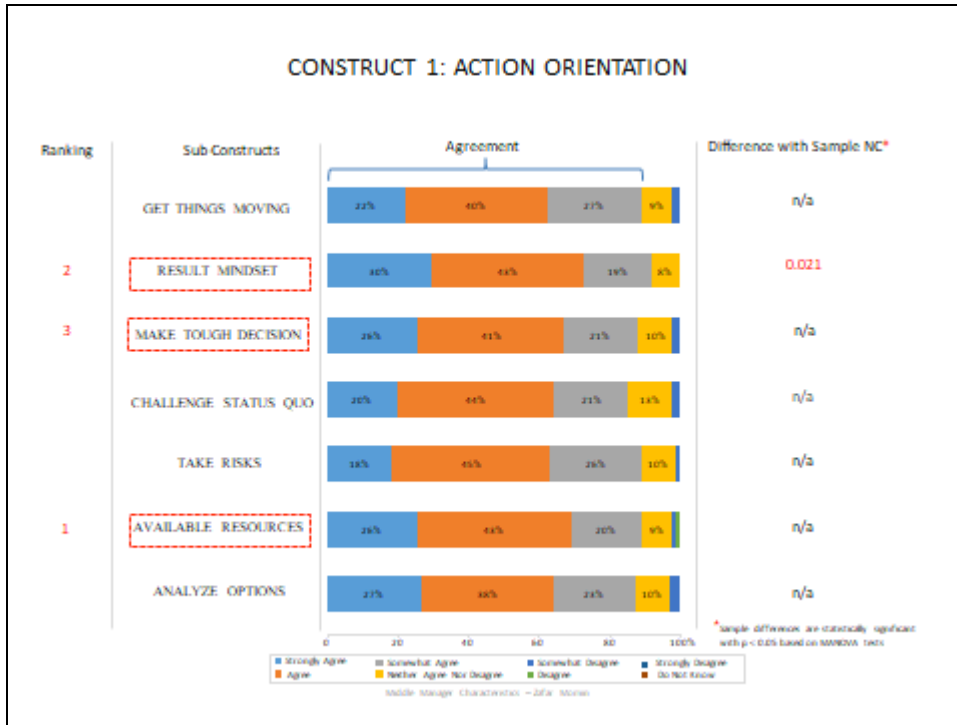 CONSTRUCT 1: ACTION ORIENTATION
Ranking Sub Constructs Agreement Difference with Sample NC*
GET THINGS MOVING 22% 40% 27% 9% n/a
2 RESULT MINDSET 30% 43% 19% 8% 0.021
3 MAKE TOUGH DECISION 26% 41% 21% 10% n/a
CHALLENGE STATUS QUO 20% 44% 21% 13% n/a
TAKE RISKS 18% 45% 26% 10% n/a
1 AVAILABLE RESOURCES 26% 43% 20% 9% n/a
ANALYZE OPTIONS 27% 38% 23% 10% n/a
*Sample differences are statistically significant
with p < 0.05 based on MANOVA tests
0 20 40 60 80 100%
Strongly Agree Somewhat Agree Somewhat Disagree Strongly Disagree
Agree Neither Agree Nor Disagree Disagree Do Not Know
Middle Manager Characteristics – Zafar